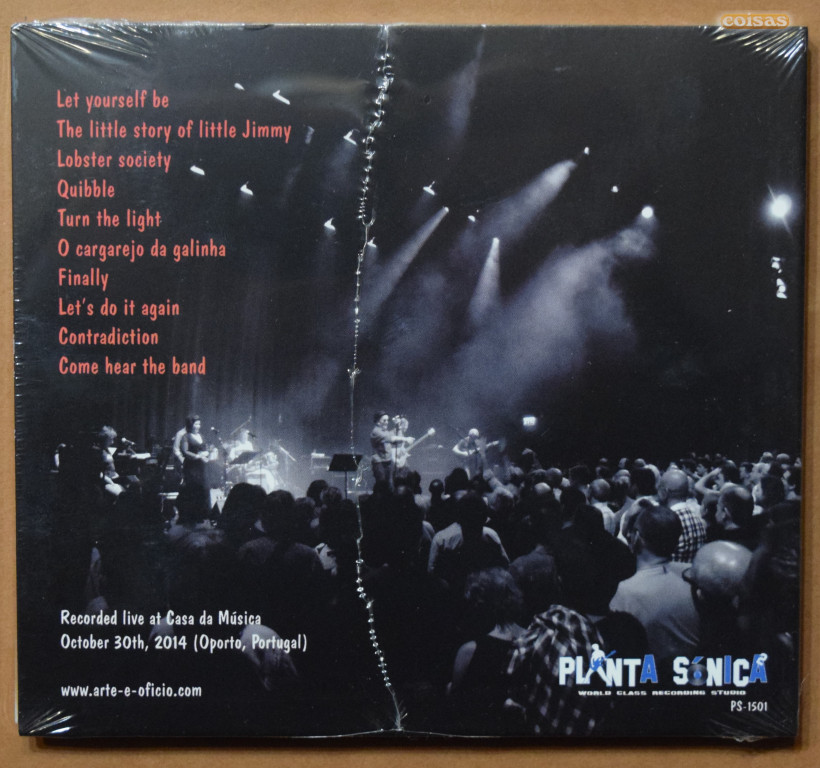 coisas
Let yourself be
The little story of little Jimmy
Lobster society
Quibble
Turn the light
O cargarejo da galinha
Finally
Let's do it again
Contradiction
Come hear the band
Recorded live at Casa da Música
October 30th, 2014 (Oporto, Portugal)
www.arte-e-oficio.com
PLANTA SÓNICA
WORLD CLASS RECORDING STUDIO
PS-1501